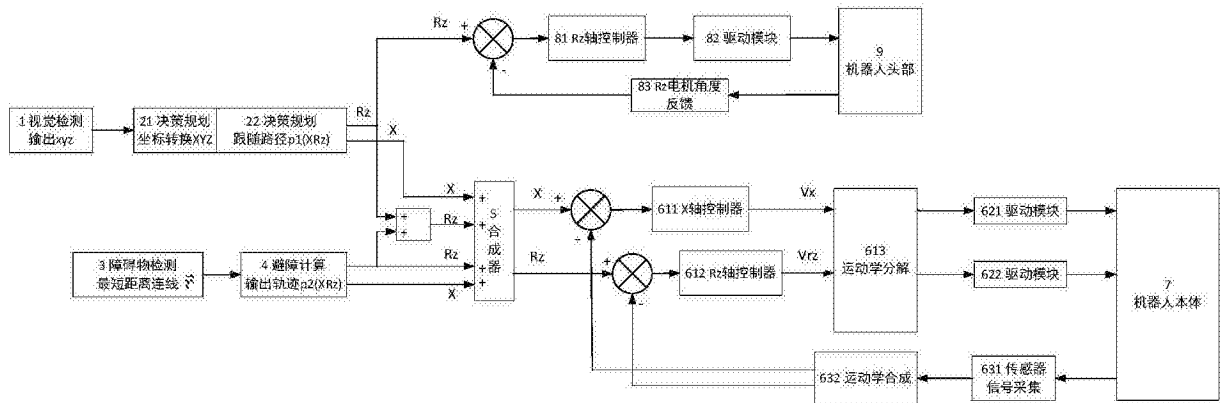 Rz
+
-
81 Rz轴控制器
82 驱动模块
9
机器人头部
83 Rz电机角度
反馈
1 视觉检测
输出xyz
21 决策规划
坐标转换XYZ
22 决策规划
跟随路径p1(XRz)
Rz
X
X
+
+
+
Rz
+
Rz
+
X
+
5
合
成
器
3 障碍物检测
最短距离连线
4 避障计算
输出轨迹p2(XRz)
X
+
-
Rz
+
-
611 X轴控制器
612 Rz轴控制器
Vx
Vrz
613
运动学分解
621 驱动模块
622 驱动模块
7
机器人本体
632 运动学合成
631 传感器
信号采集